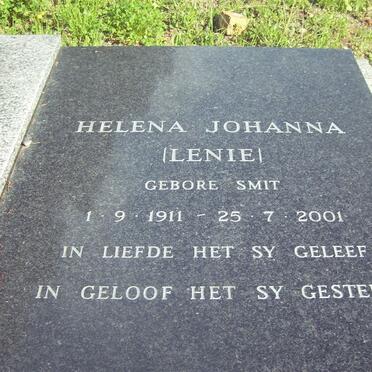 HELENA JOHANNA
(LENIE)
GEBORE SMIT
1·9·1911 - 25·7·2001
IN LIEFDE HET SY GELEEF
IN GELOOF HET SY